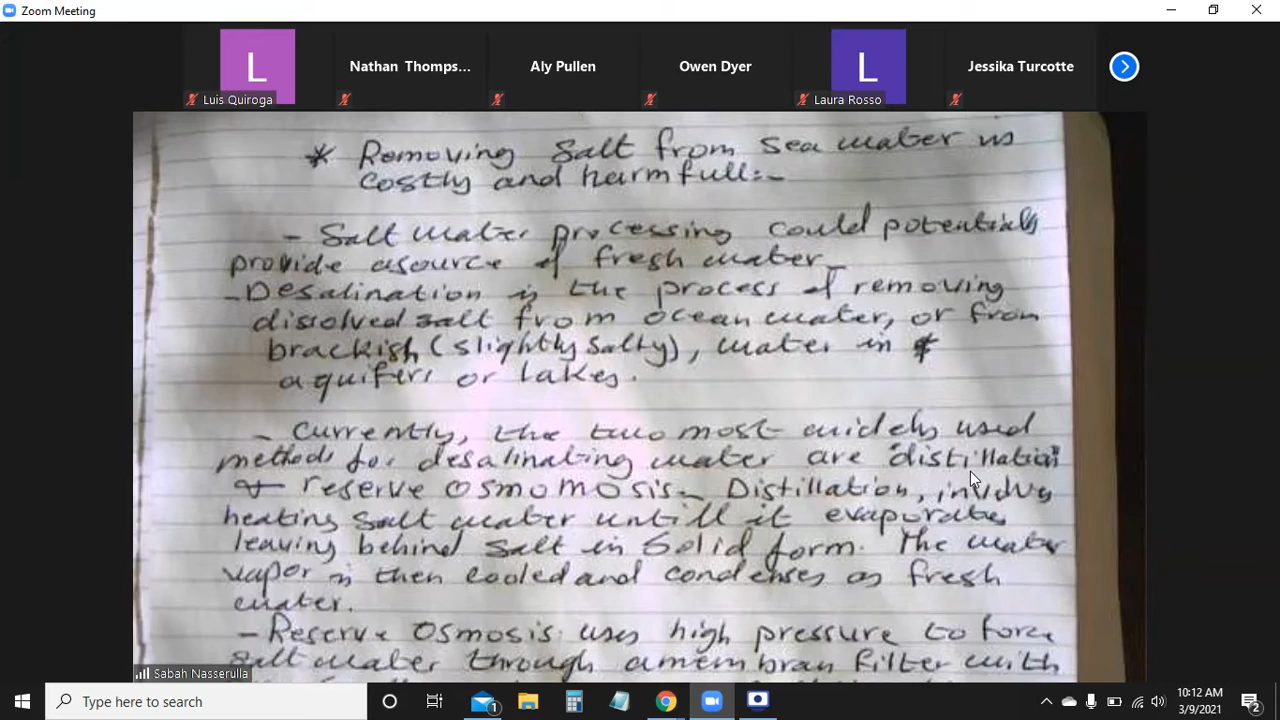 Zoom Meeting
L
Luis Quiroga
Nathan Thomps...
Aly Pullen
Owen Dyer
L
Laura Rosso
Jessika Turcotte
* Removing Salt from sea water is
costly and harmfull:-
- Salt water processing could potentially
provide a source of fresh water_
- Desalination is the process of removing
dissolved salt from ocean water, or from
brackish (slightly salty), water in
aquifers or lakes.
- Currently, the two most widely used
methods for desalinating water are distillation
& reserve osmomosis- Distillation, involves
heating salt water untill it evaporates
leaving behind salt in solid form. The water
vapor is then cooled and condenses as fresh
water.
- Reserve osmosis: uses high pressure to force
salt water through a membran filter with
Sabah Nasserulla
Type here to search
1
10:12 AM
3/9/2021
2